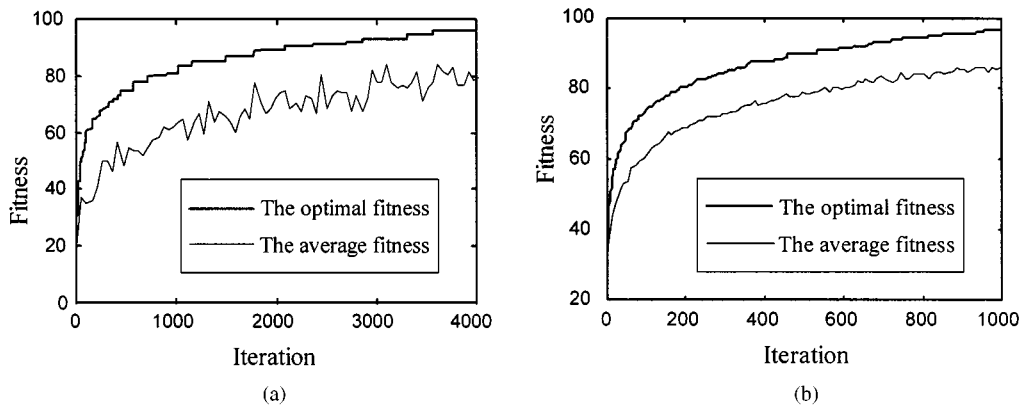 100
80
60
40
20
0
Fitness
The optimal fitness
The average fitness
0 1000 2000 3000 4000
Iteration
(a)
100
80
60
40
20
Fitness
The optimal fitness
The average fitness
0 200 400 600 800 1000
Iteration
(b)